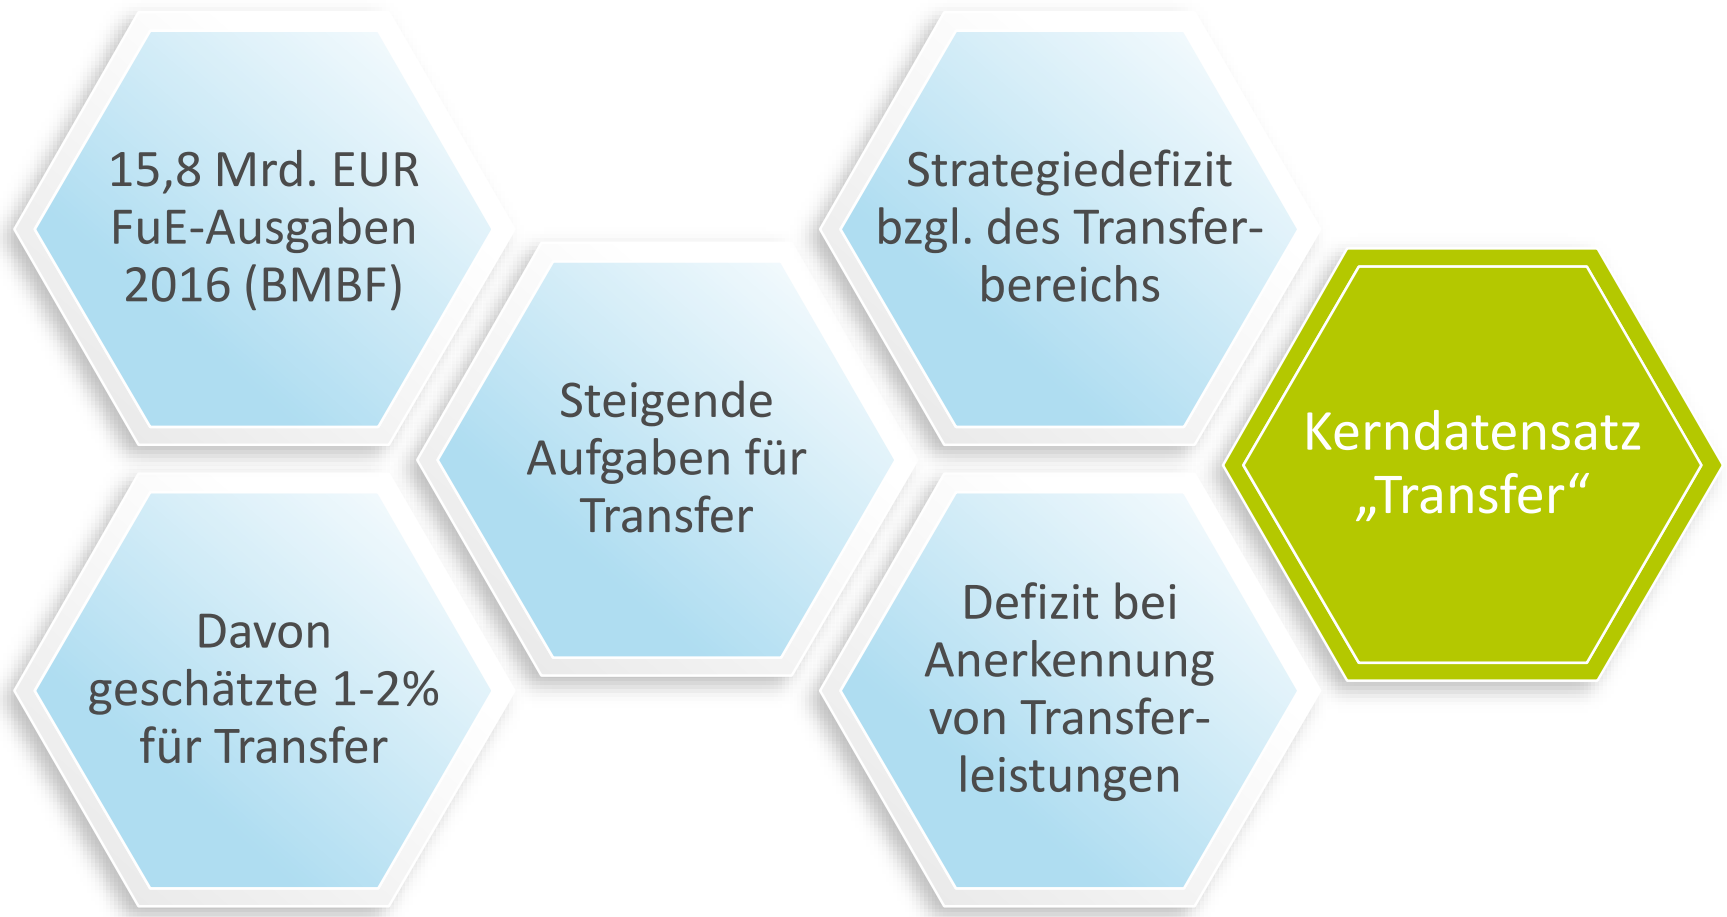 15,8 Mrd. EUR
FuE-Ausgaben
2016 (BMBF)
Davon
geschätzte 1-2%
für Transfer
Steigende
Aufgaben für
Transfer
Strategiedefizit
bzgl. des Transfer-
bereichs
Defizit bei
Anerkennung
von Transfer-
leistungen
Kerndatensatz
„Transfer“